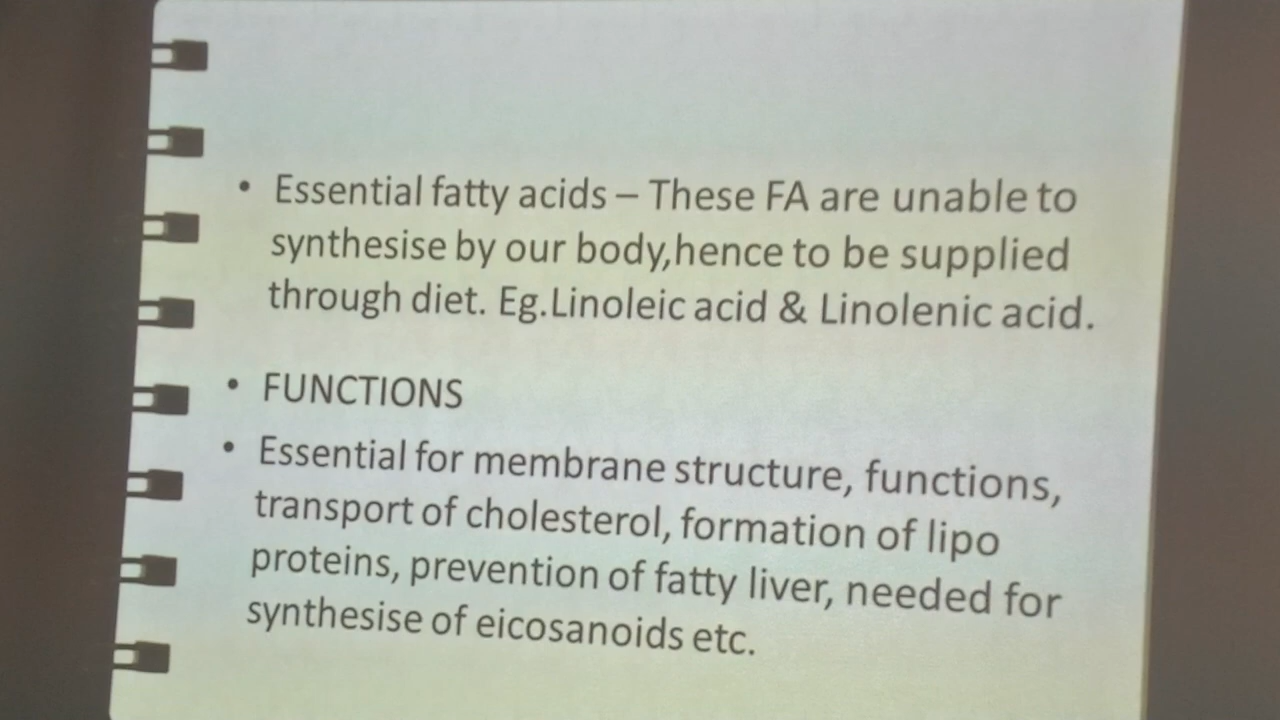 • Essential fatty acids – These FA are unable to
synthesise by our body,hence to be supplied
through diet. Eg.Linoleic acid & Linolenic acid.
• FUNCTIONS
• Essential for membrane structure, functions,
transport of cholesterol, formation of lipo
proteins, prevention of fatty liver, needed for
synthesise of eicosanoids etc.